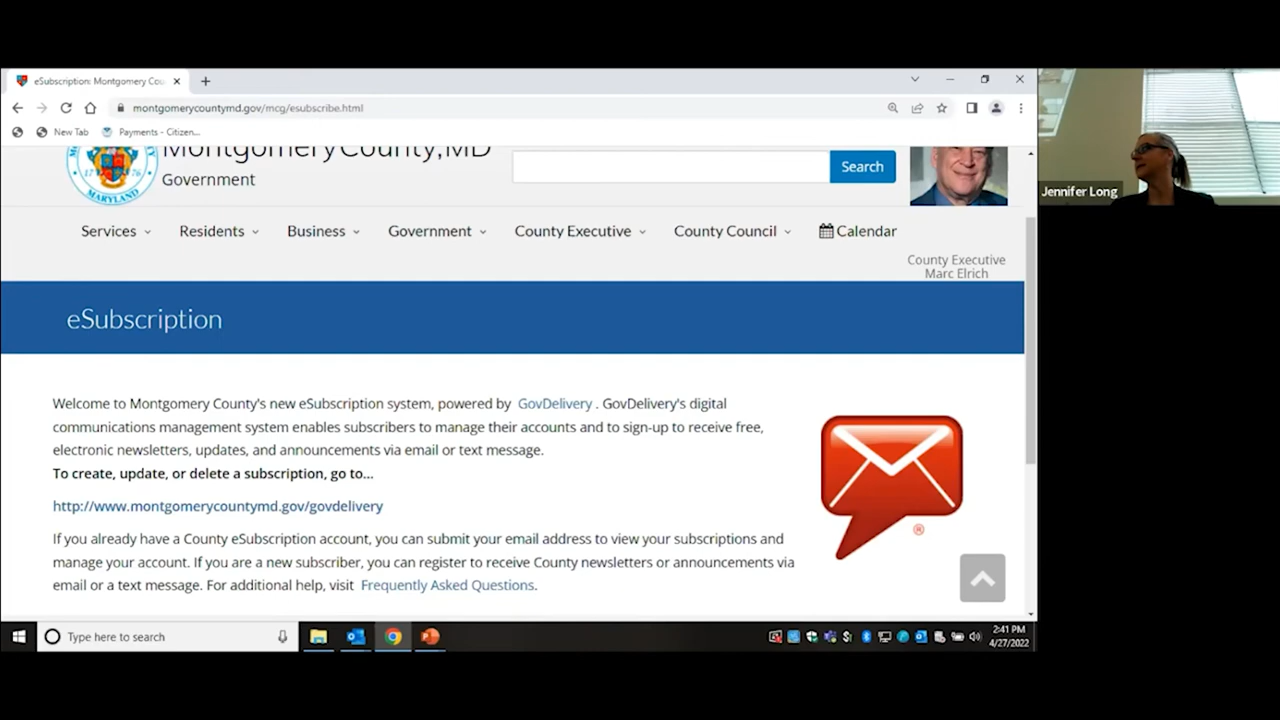 eSubscription: Montgomery Cou
montgomerycountymd.gov/mcg/esubscribe.html
New Tab
Payments - Citizen...
MontgomeryCounty,MD
Government
Search
MARYLAND
Services
Residents
Business
Government
County Executive
County Council
Calendar
County Executive
Marc Elrich
eSubscription
Welcome to Montgomery County's new eSubscription system, powered by GovDelivery . GovDelivery's digital
communications management system enables subscribers to manage their accounts and to sign-up to receive free,
electronic newsletters, updates, and announcements via email or text message.
To create, update, or delete a subscription, go to...
http://www.montgomerycountymd.gov/govdelivery
If you already have a County eSubscription account, you can submit your email address to view your subscriptions and
manage your account. If you are a new subscriber, you can register to receive County newsletters or announcements via
email or a text message. For additional help, visit Frequently Asked Questions.
®
Type here to search
2:41 PM
4/27/2022
Jennifer Long